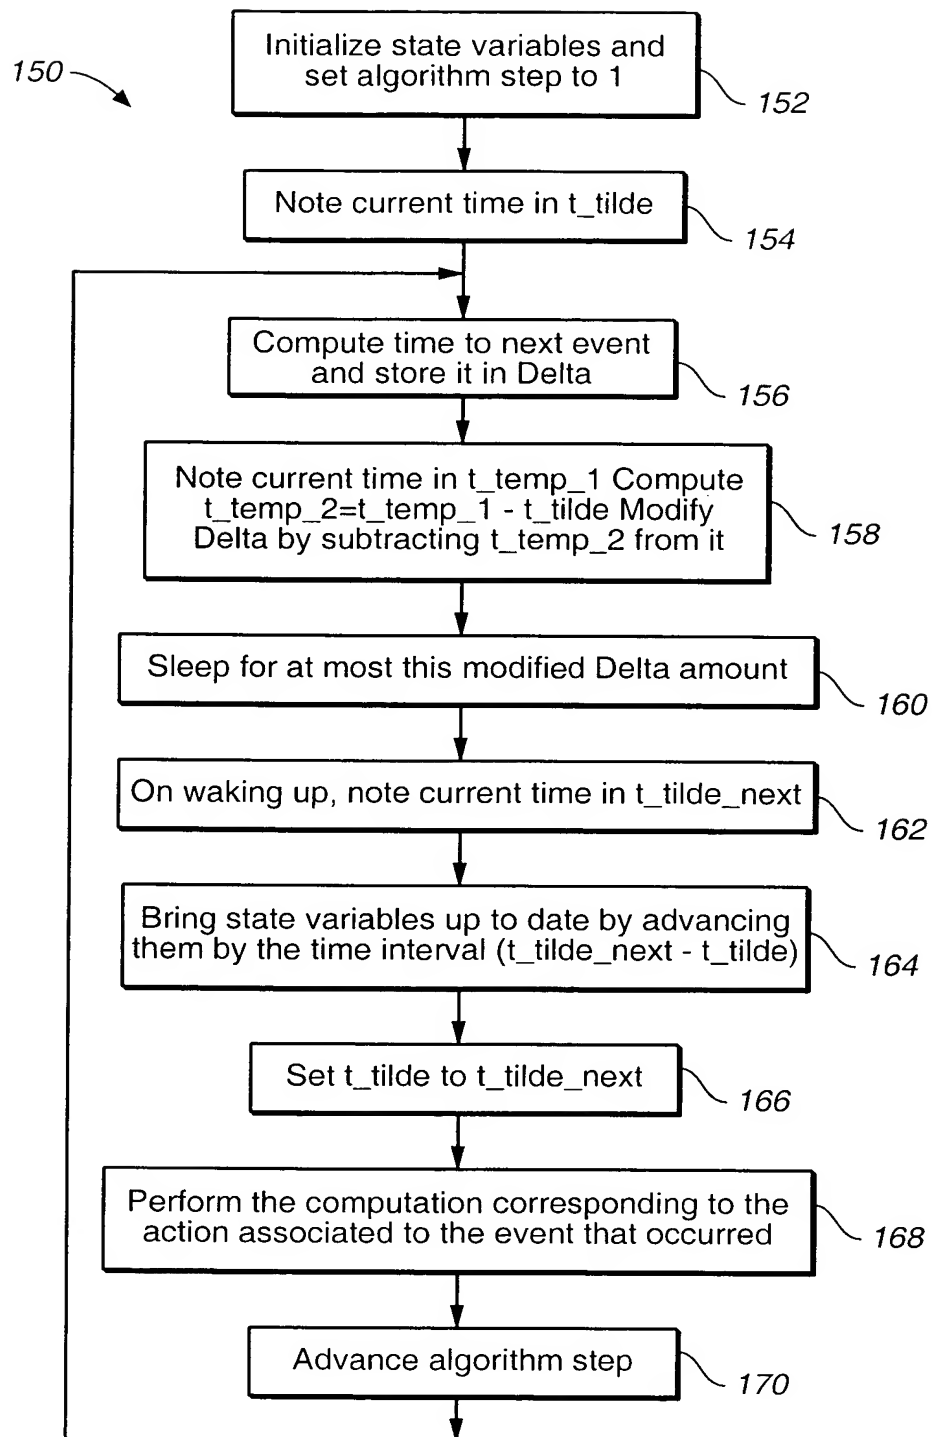 150
Initialize state variables and
set algorithm step to 1
152
Note current time in t_tilde
154
Compute time to next event
and store it in Delta
156
Note current time in t_temp_1 Compute
t_temp_2=t_temp_1 - t_tilde Modify
Delta by subtracting t_temp_2 from it
158
Sleep for at most this modified Delta amount
160
On waking up, note current time in t_tilde_next
162
Bring state variables up to date by advancing
them by the time interval (t_tilde_next - t_tilde)
164
Set t_tilde to t_tilde_next
166
Perform the computation corresponding to the
action associated to the event that occurred
168
Advance algorithm step
170